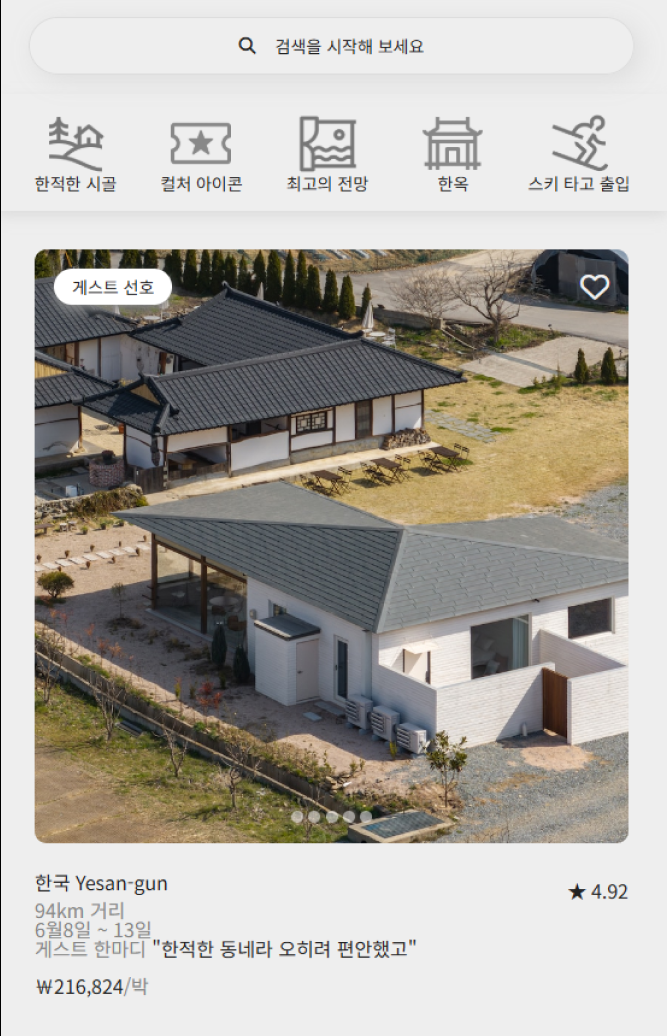 검색을 시작해 보세요
한적한 시골 컬처 아이콘 최고의 전망 한옥 스키 타고 출입
게스트 선호
한국 Yesan-gun
★ 4.92
94km 거리
6월8일 ~ 13일
게스트 한마디 "한적한 동네라 오히려 편안했고"
₩216,824/박